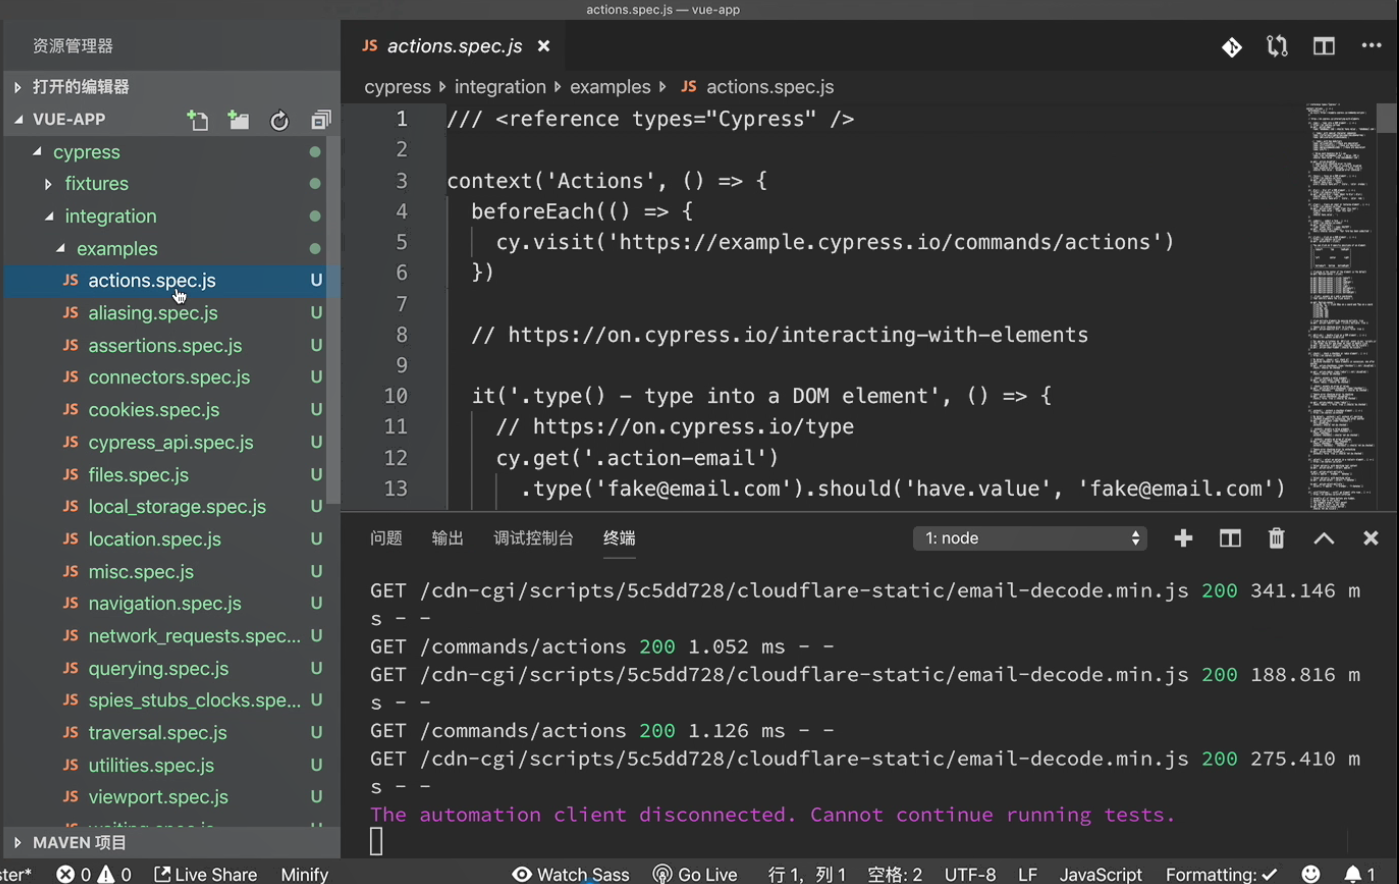 actions.spec.js — vue-app
资源管理器
打开的编辑器
VUE-APP
cypress
fixtures
integration
examples
JS actions.spec.js U
JS aliasing.spec.js U
JS assertions.spec.js U
JS connectors.spec.js U
JS cookies.spec.js U
JS cypress_api.spec.js U
JS files.spec.js U
JS local_storage.spec.js U
JS location.spec.js U
JS misc.spec.js U
JS navigation.spec.js U
JS network_requests.spec... U
JS querying.spec.js U
JS spies_stubs_clocks.spe... U
JS traversal.spec.js U
JS utilities.spec.js U
JS viewport.spec.js U
MAVEN 项目
JS actions.spec.js
cypress integration examples JS actions.spec.js
1 /// <reference types="Cypress" />
2
3 context('Actions', () => {
4 beforeEach(() => {
5 cy.visit('https://example.cypress.io/commands/actions')
6 })
7
8 // https://on.cypress.io/interacting-with-elements
9
10 it('.type() - type into a DOM element', () => {
11 // https://on.cypress.io/type
12 cy.get('.action-email')
13 .type('fake@email.com').should('have.value', 'fake@email.com')
问题 输出 调试控制台 终端 1: node
GET /cdn-cgi/scripts/5c5dd728/cloudflare-static/email-decode.min.js 200 341.146 m
s - -
GET /commands/actions 200 1.052 ms - -
GET /cdn-cgi/scripts/5c5dd728/cloudflare-static/email-decode.min.js 200 188.816 m
s - -
GET /commands/actions 200 1.126 ms - -
GET /cdn-cgi/scripts/5c5dd728/cloudflare-static/email-decode.min.js 200 275.410 m
s - -
The automation client disconnected. Cannot continue running tests.
ster* 0 0 Live Share Minify Watch Sass Go Live 行 1，列 1 空格: 2 UTF-8 LF JavaScript Formatting: ✓ 1